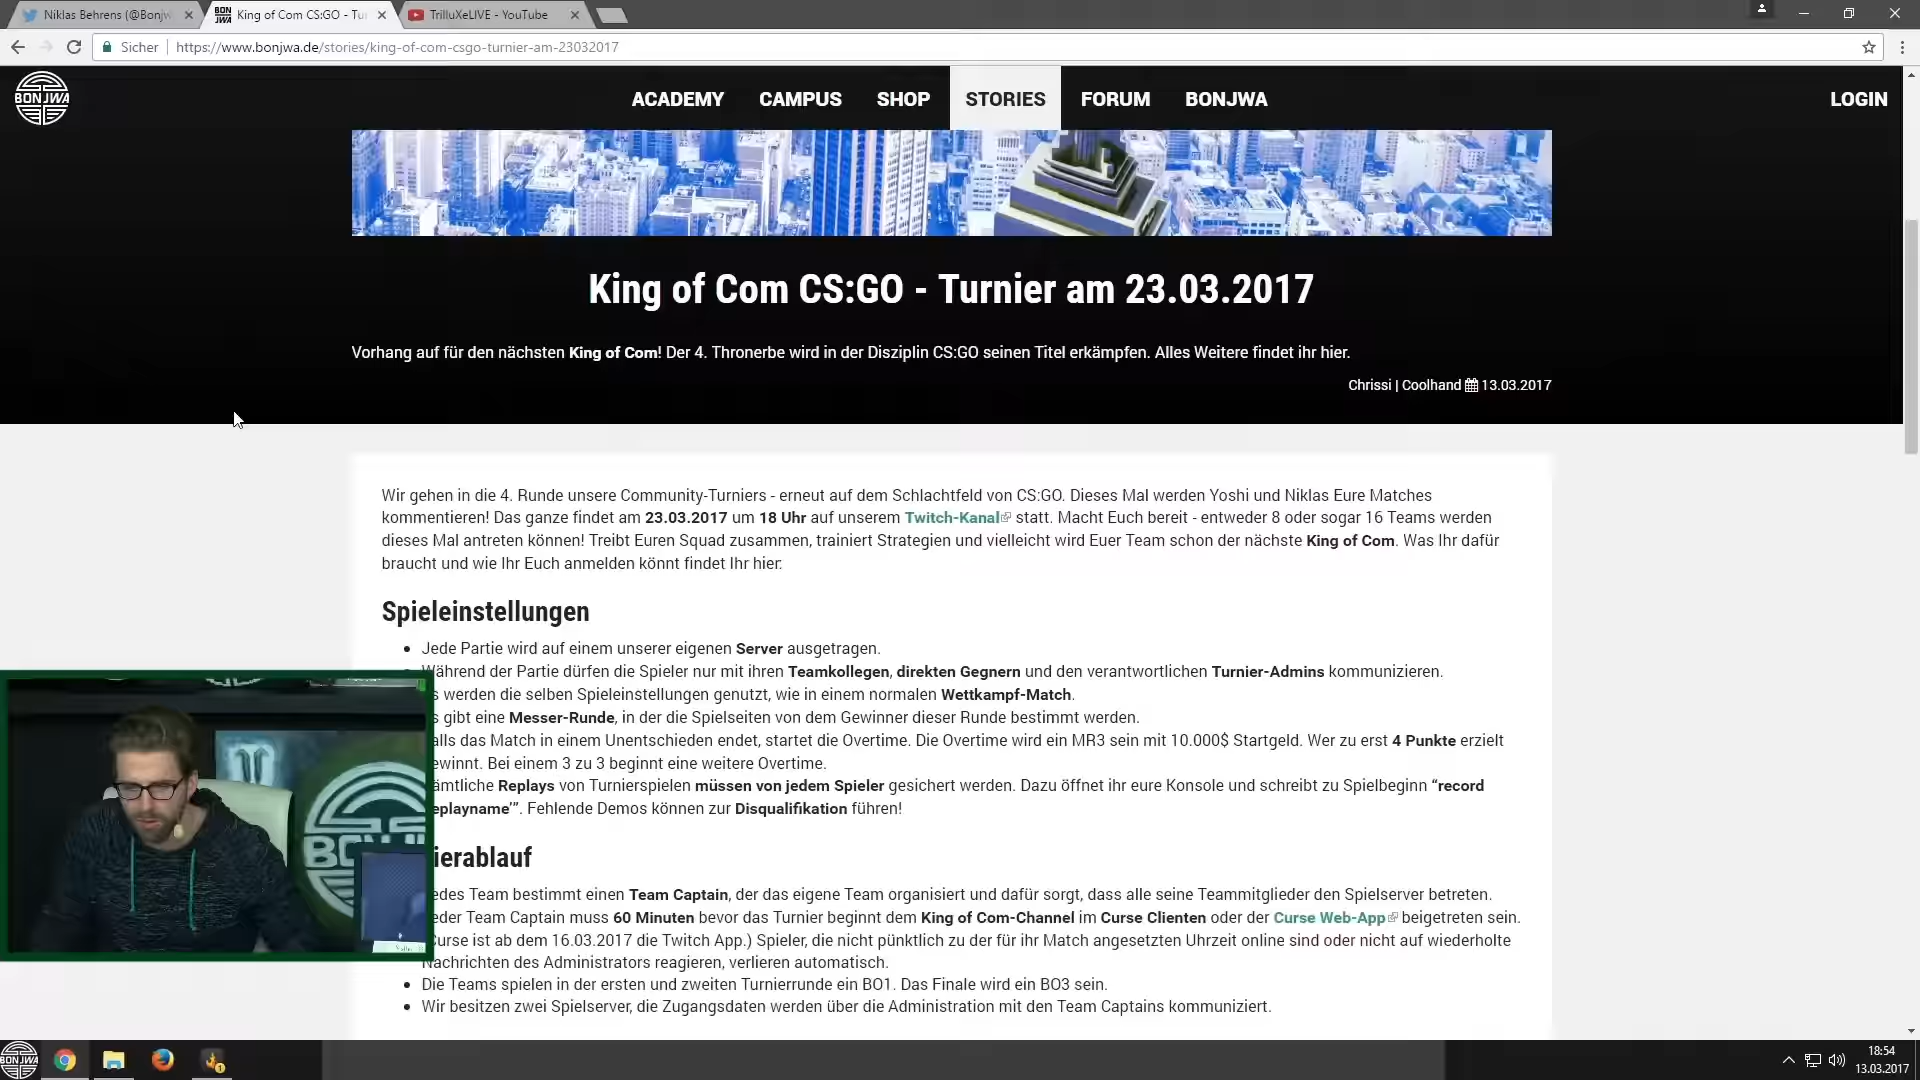 Niklas Behrens (@Bonjw
King of Com CS:GO - Tur
TrilluXeLIVE - YouTube
Sicher
https://www.bonjwa.de/stories/king-of-com-csgo-turnier-am-23032017
BONJWA
ACADEMY
CAMPUS
SHOP
STORIES
FORUM
BONJWA
LOGIN
King of Com CS:GO - Turnier am 23.03.2017
Vorhang auf für den nächsten King of Com! Der 4. Thronerbe wird in der Disziplin CS:GO seinen Titel erkämpfen. Alles Weitere findet ihr hier.
Chrissi | Coolhand 13.03.2017
Wir gehen in die 4. Runde unsere Community-Turniers - erneut auf dem Schlachtfeld von CS:GO. Dieses Mal werden Yoshi und Niklas Eure Matches
kommentieren! Das ganze findet am 23.03.2017 um 18 Uhr auf unserem Twitch-Kanal statt. Macht Euch bereit - entweder 8 oder sogar 16 Teams werden
dieses Mal antreten können! Treibt Euren Squad zusammen, trainiert Strategien und vielleicht wird Euer Team schon der nächste King of Com. Was Ihr dafür
braucht und wie Ihr Euch anmelden könnt findet Ihr hier:
Spieleinstellungen
Jede Partie wird auf einem unserer eigenen Server ausgetragen.
Während der Partie dürfen die Spieler nur mit ihren Teamkollegen, direkten Gegnern und den verantwortlichen Turnier-Admins kommunizieren.
s werden die selben Spieleinstellungen genutzt, wie in einem normalen Wettkampf-Match.
s gibt eine Messer-Runde, in der die Spielseiten von dem Gewinner dieser Runde bestimmt werden.
alls das Match in einem Unentschieden endet, startet die Overtime. Die Overtime wird ein MR3 sein mit 10.000$ Startgeld. Wer zu erst 4 Punkte erzielt
ewinnt. Bei einem 3 zu 3 beginnt eine weitere Overtime.
ämtliche Replays von Turnierspielen müssen von jedem Spieler gesichert werden. Dazu öffnet ihr eure Konsole und schreibt zu Spielbeginn “record
eplayname’”. Fehlende Demos können zur Disqualifikation führen!
ierablauf
edes Team bestimmt einen Team Captain, der das eigene Team organisiert und dafür sorgt, dass alle seine Teammitglieder den Spielserver betreten.
eder Team Captain muss 60 Minuten bevor das Turnier beginnt dem King of Com-Channel im Curse Clienten oder der Curse Web-App beigetreten sein.
Curse ist ab dem 16.03.2017 die Twitch App.) Spieler, die nicht pünktlich zu der für ihr Match angesetzten Uhrzeit online sind oder nicht auf wiederholte
Nachrichten des Administrators reagieren, verlieren automatisch.
Die Teams spielen in der ersten und zweiten Turnierrunde ein BO1. Das Finale wird ein BO3 sein.
Wir besitzen zwei Spielserver, die Zugangsdaten werden über die Administration mit den Team Captains kommuniziert.
BONJWA
18:54
13.03.2017